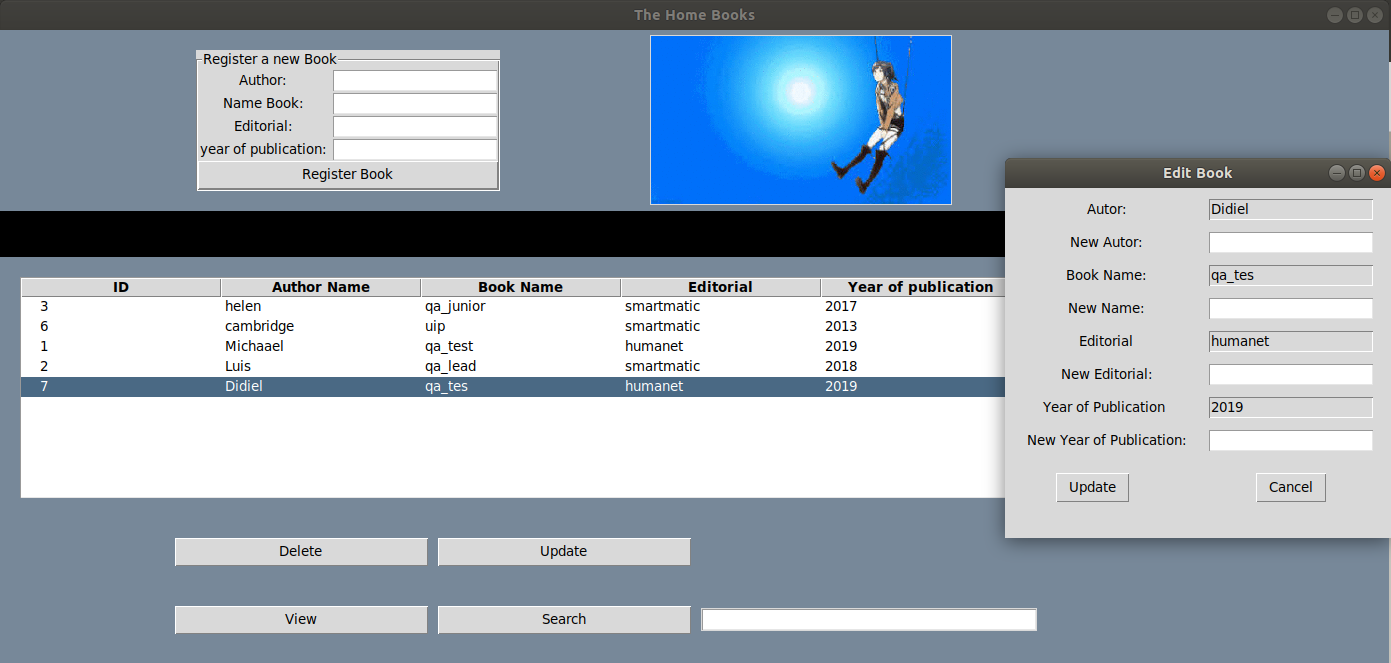 The Home Books
Register a new Book
Author:
Name Book:
Editorial:
year of publication:
Register Book
ID Author Name Book Name Editorial Year of publication
3 helen qa_junior smartmatic 2017
6 cambridge uip smartmatic 2013
1 Michaael qa_test humanet 2019
2 Luis qa_lead smartmatic 2018
7 Didiel qa_tes humanet 2019
Delete Update
View Search
Edit Book
Autor: Didiel
New Autor:
Book Name: qa_tes
New Name:
Editorial humanet
New Editorial:
Year of Publication 2019
New Year of Publication:
Update Cancel